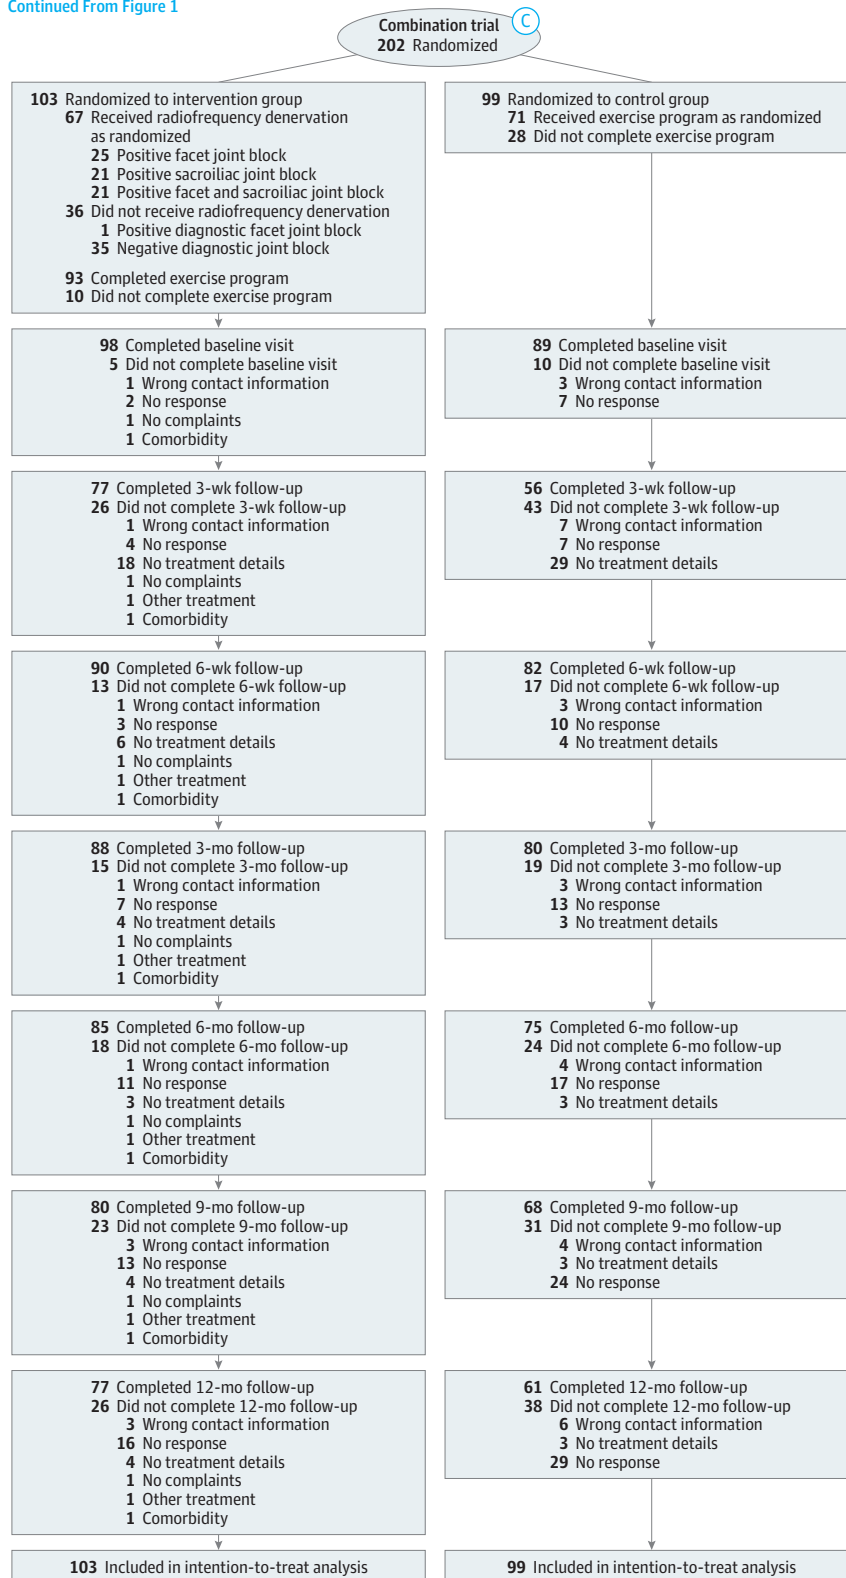 Continued From Figure 1
Combination trial
202 Randomized
C
103 Randomized to intervention group
67 Received radiofrequency denervation
as randomized
25 Positive facet joint block
21 Positive sacroiliac joint block
21 Positive facet and sacroiliac joint block
36 Did not receive radiofrequency denervation
1 Positive diagnostic facet joint block
35 Negative diagnostic joint block
93 Completed exercise program
10 Did not complete exercise program
99 Randomized to control group
71 Received exercise program as randomized
28 Did not complete exercise program
98 Completed baseline visit
5 Did not complete baseline visit
1 Wrong contact information
2 No response
1 No complaints
1 Comorbidity
89 Completed baseline visit
10 Did not complete baseline visit
3 Wrong contact information
7 No response
77 Completed 3-wk follow-up
26 Did not complete 3-wk follow-up
1 Wrong contact information
4 No response
18 No treatment details
1 No complaints
1 Other treatment
1 Comorbidity
56 Completed 3-wk follow-up
43 Did not complete 3-wk follow-up
7 Wrong contact information
7 No response
29 No treatment details
90 Completed 6-wk follow-up
13 Did not complete 6-wk follow-up
1 Wrong contact information
3 No response
6 No treatment details
1 No complaints
1 Other treatment
1 Comorbidity
82 Completed 6-wk follow-up
17 Did not complete 6-wk follow-up
3 Wrong contact information
10 No response
4 No treatment details
88 Completed 3-mo follow-up
15 Did not complete 3-mo follow-up
1 Wrong contact information
7 No response
4 No treatment details
1 No complaints
1 Other treatment
1 Comorbidity
80 Completed 3-mo follow-up
19 Did not complete 3-mo follow-up
3 Wrong contact information
13 No response
3 No treatment details
85 Completed 6-mo follow-up
18 Did not complete 6-mo follow-up
1 Wrong contact information
11 No response
3 No treatment details
1 No complaints
1 Other treatment
1 Comorbidity
75 Completed 6-mo follow-up
24 Did not complete 6-mo follow-up
4 Wrong contact information
17 No response
3 No treatment details
80 Completed 9-mo follow-up
23 Did not complete 9-mo follow-up
3 Wrong contact information
13 No response
4 No treatment details
1 No complaints
1 Other treatment
1 Comorbidity
68 Completed 9-mo follow-up
31 Did not complete 9-mo follow-up
4 Wrong contact information
3 No treatment details
24 No response
77 Completed 12-mo follow-up
26 Did not complete 12-mo follow-up
3 Wrong contact information
16 No response
4 No treatment details
1 No complaints
1 Other treatment
1 Comorbidity
61 Completed 12-mo follow-up
38 Did not complete 12-mo follow-up
6 Wrong contact information
3 No treatment details
29 No response
103 Included in intention-to-treat analysis
99 Included in intention-to-treat analysis